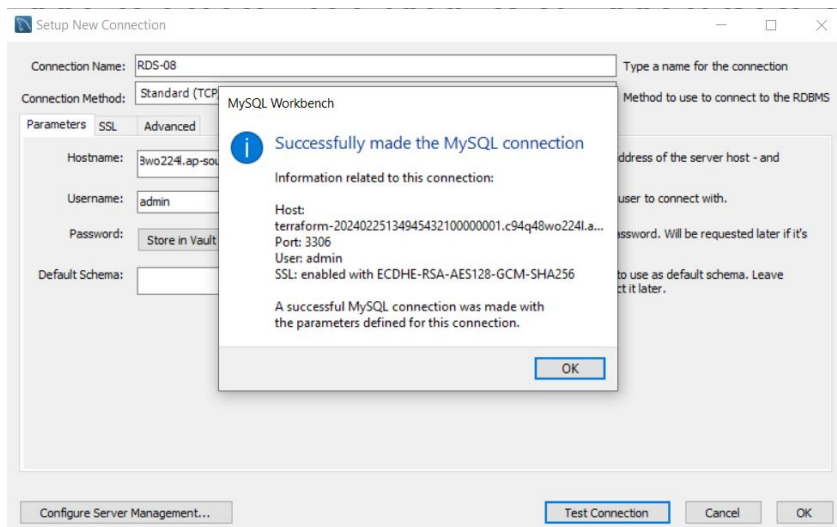 Setup New Connection
Connection Name: RDS-08 Type a name for the connection
Connection Method: Standard (TCP Method to use to connect to the RDBMS
Parameters SSL Advanced
MySQL Workbench
Successfully made the MySQL connection
Information related to this connection:
Host:
terraform-20240225134945432100000001.c94q48wo224l.a...
Port: 3306
User: admin
SSL: enabled with ECDHE-RSA-AES128-GCM-SHA256
A successful MySQL connection was made with
the parameters defined for this connection.
OK
Hostname: 3wo224l.ap-sou ddress of the server host - and
Username: admin user to connect with.
Password: Store in Vault assword. Will be requested later if it's
Default Schema: to use as default schema. Leave
ct it later.
Configure Server Management... Test Connection Cancel OK